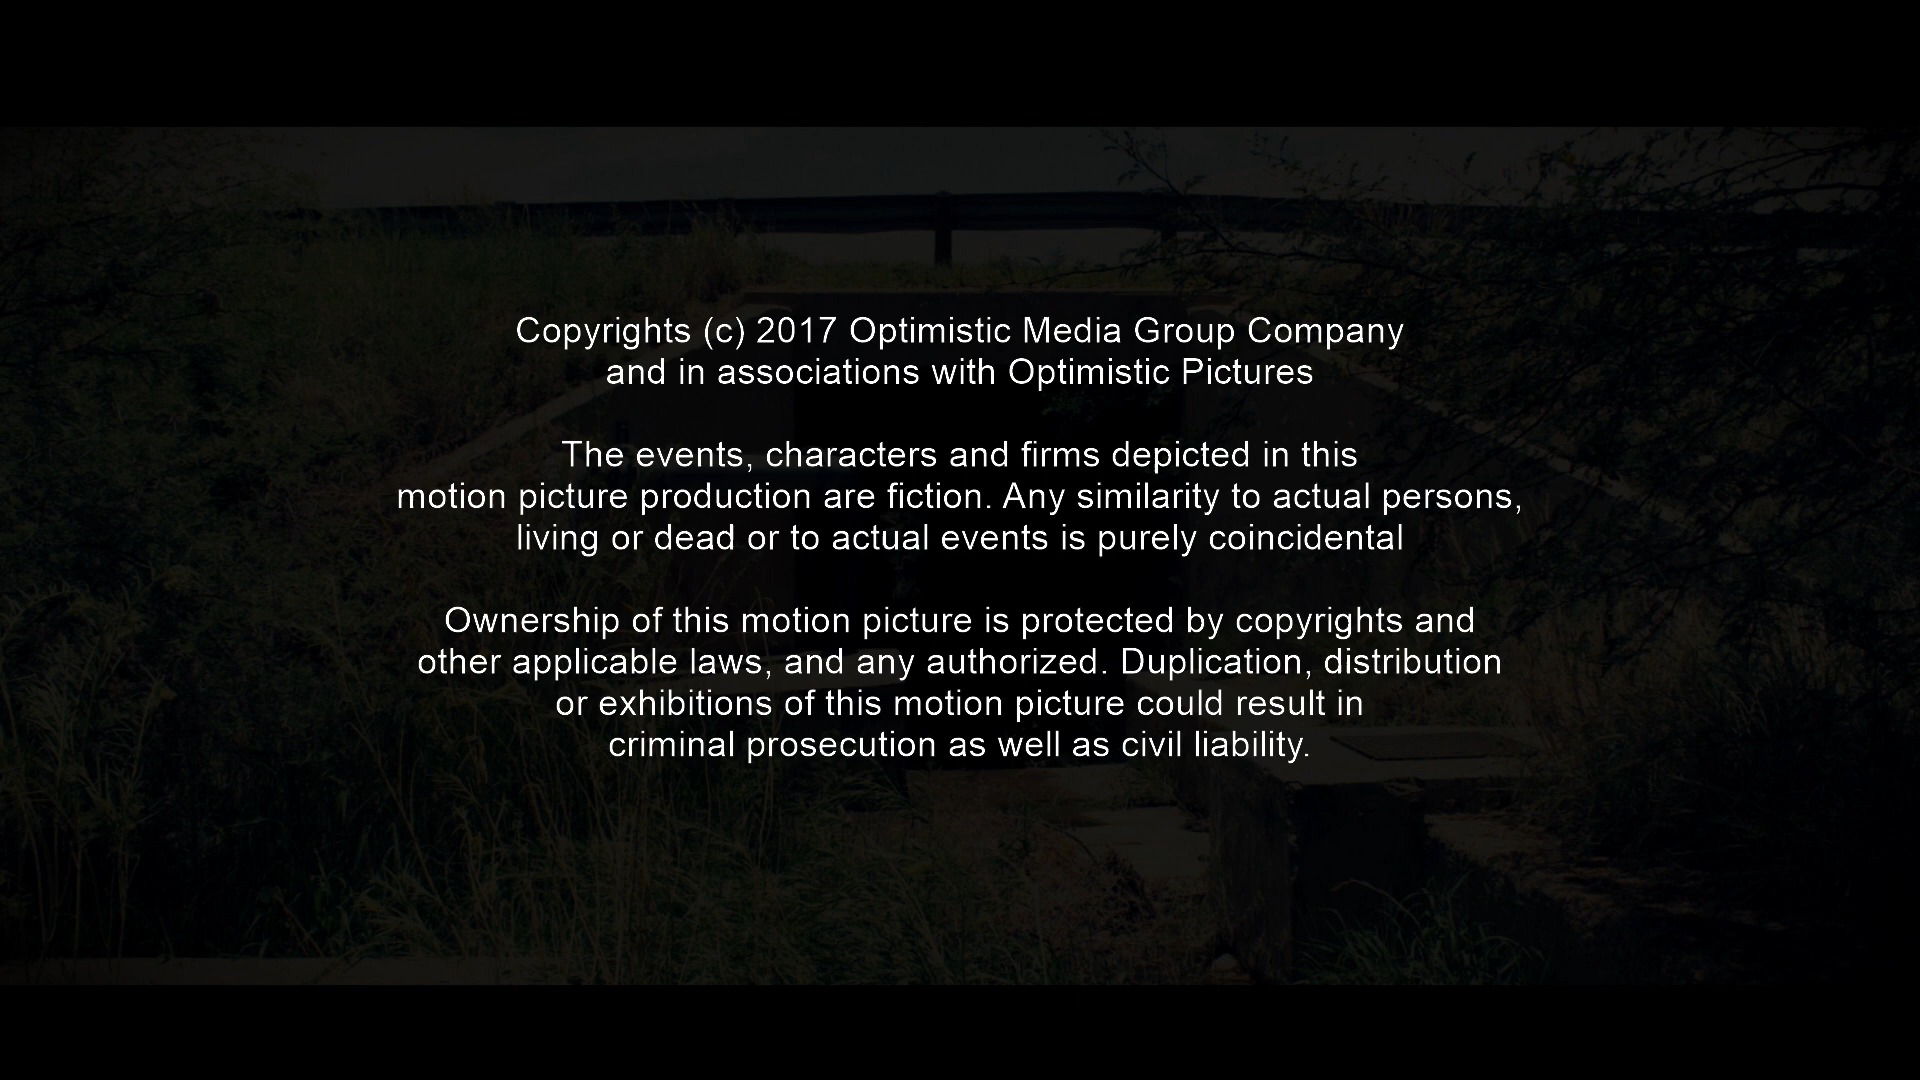 Copyrights (c) 2017 Optimistic Media Group Company
and in associations with Optimistic Pictures
The events, characters and firms depicted in this
motion picture production are fiction. Any similarity to actual persons,
living or dead or to actual events is purely coincidental
Ownership of this motion picture is protected by copyrights and
other applicable laws, and any authorized. Duplication, distribution
or exhibitions of this motion picture could result in
criminal prosecution as well as civil liability.